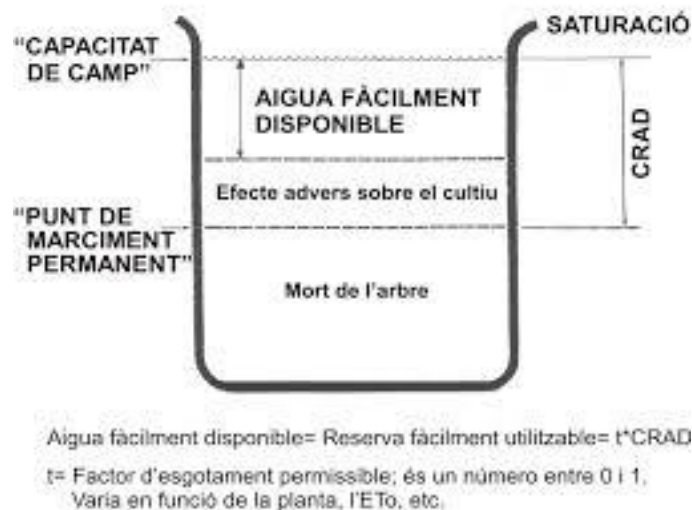 “CAPACITAT
DE CAMP”
SATURACIÓ
AIGUA FÀCILMENT
DISPONIBLE
CRAD
Efecte advers sobre el cultiu
“PUNT DE
MARCIMENT
PERMANENT”
Mort de l’arbre
Aigua fàcilment disponible= Reserva fàcilment utilitzable= t*CRAD
t= Factor d’esgotament permissible; és un número entre 0 i 1.
Varia en funció de la planta, l’ETo, etc.